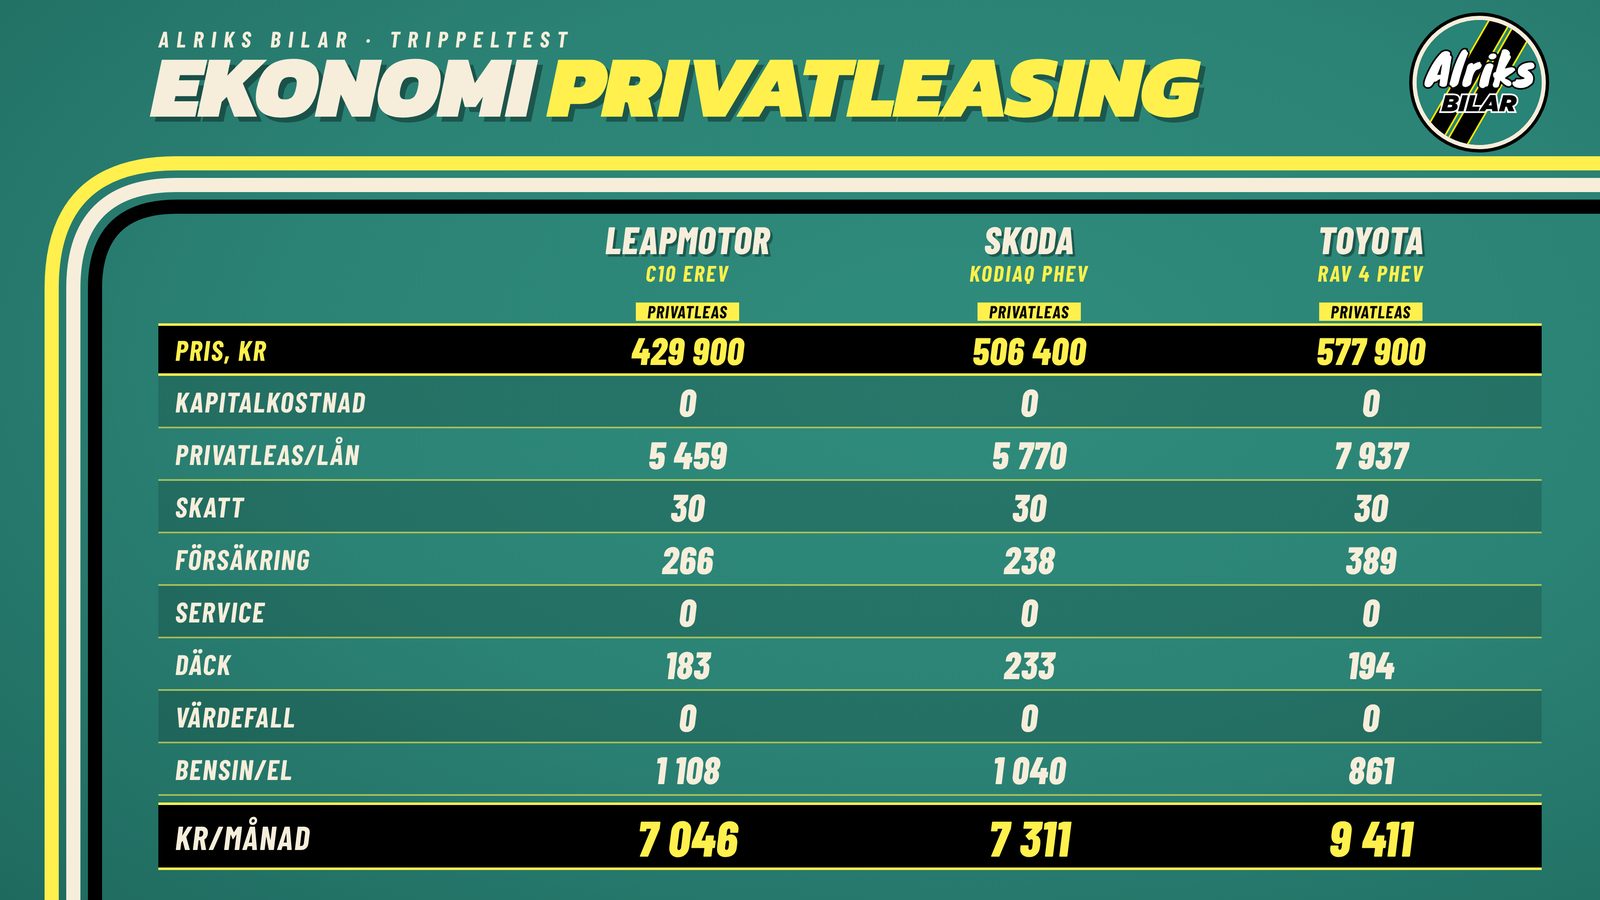 ALRIKS BILAR · TRIPPELTEST
EKONOMI PRIVATLEASING
Alriks
BILAR
LEAPMOTOR SKODA TOYOTA
C10 EREV KODIAQ PHEV RAV 4 PHEV
PRIVATLEAS PRIVATLEAS PRIVATLEAS
PRIS, KR 429 900 506 400 577 900
KAPITALKOSTNAD 0 0 0
PRIVATLEAS/LÅN 5 459 5 770 7 937
SKATT 30 30 30
FÖRSÄKRING 266 238 389
SERVICE 0 0 0
DÄCK 183 233 194
VÄRDEFALL 0 0 0
BENSIN/EL 1 108 1 040 861
KR/MÅNAD 7 046 7 311 9 411